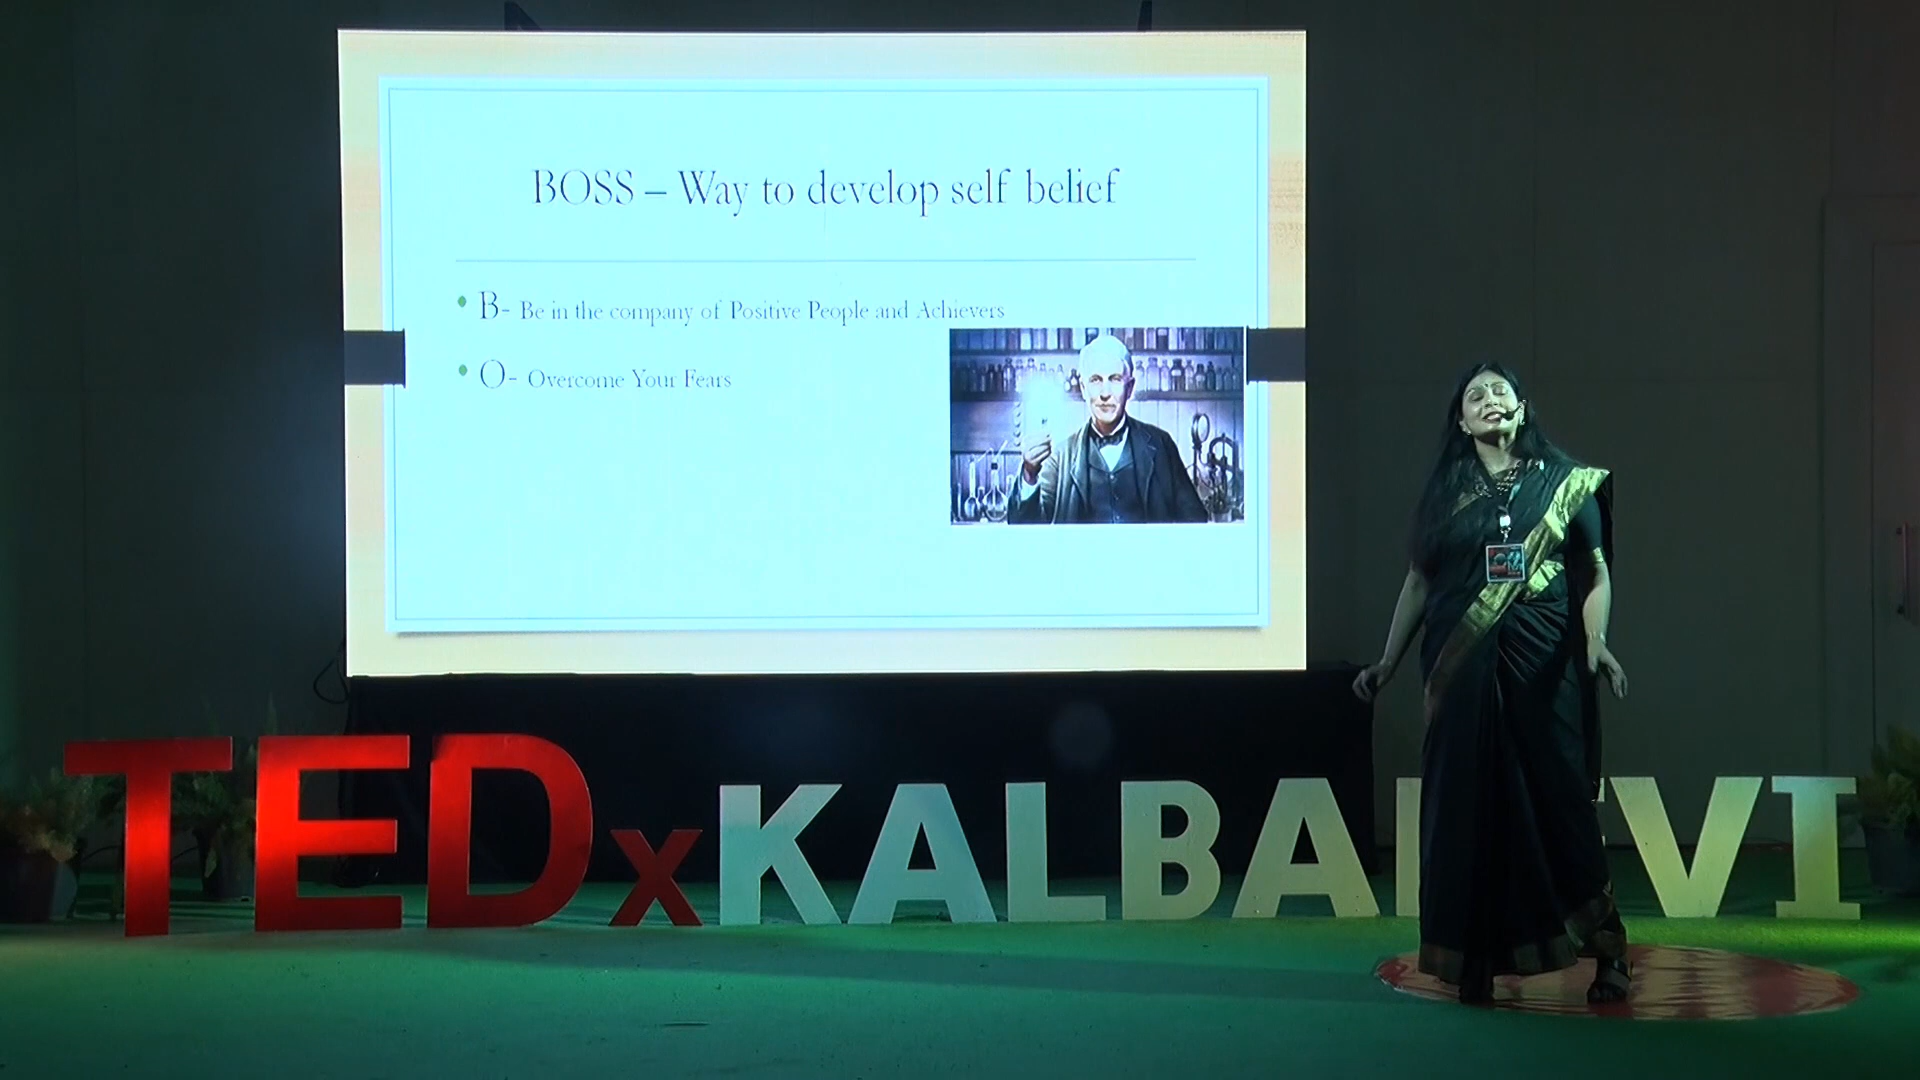 BOSS – Way to develop self belief
• B- Be in the company of Positive People and Achievers
• O- Overcome Your Fears
TEDxKALBA EVI